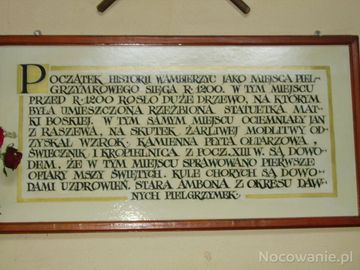 POCZĄTEK HISTORII WAMBIERZYC JAKO MIEJSCA PIEL-
GRZYMKOWEGO SIĘGA R. 1200. W TYM MIEJSCU
PRZED R. 1200 ROSŁO DUŻE DRZEWO, NA KTÓRYM
BYŁA UMIESZCZONA RZEŹBIONA STATUETKA MAT-
KI BOSKIEJ. W TYM SAMYM MIEJSCU OCIEMNIAŁY JAN
Z RASZEWA, NA SKUTEK ŻARLIWEJ MODLITWY OD-
ZYSKAŁ WZROK. KAMIENNA PŁYTA OŁTARZOWA,
ŚWIECZNIK I KROPIELNICA Z POCZ. XIII W. SĄ DOWO-
DEM, ŻE W TYM MIEJSCU SPRAWOWANO PIERWSZE
OFIARY MSZY ŚWIĘTYCH. KULE CHORYCH SĄ DOWO-
DAMI UZDROWIEŃ. STARA AMBONA Z OKRESU DAW-
NYCH PIELGRZYMEK.
Nocowanie.pl